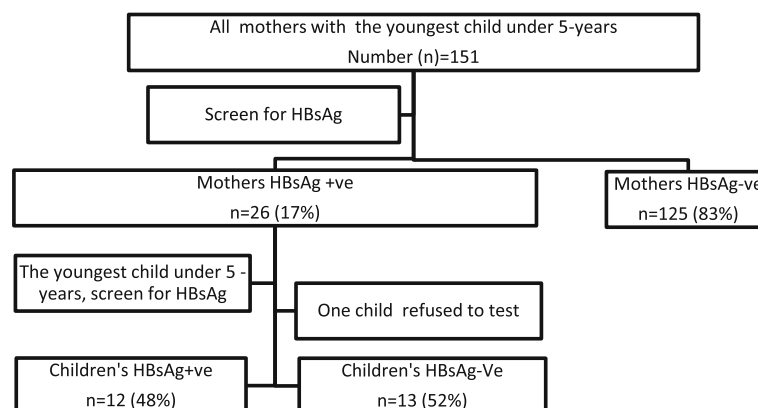 All mothers with the youngest child under 5-years
Number (n)=151
Screen for HBsAg
Mothers HBsAg +ve
n=26 (17%)
Mothers HBsAg-ve
n=125 (83%)
The youngest child under 5 -
years, screen for HBsAg
One child refused to test
Children's HBsAg+ve
n=12 (48%)
Children's HBsAg-Ve
n=13 (52%)